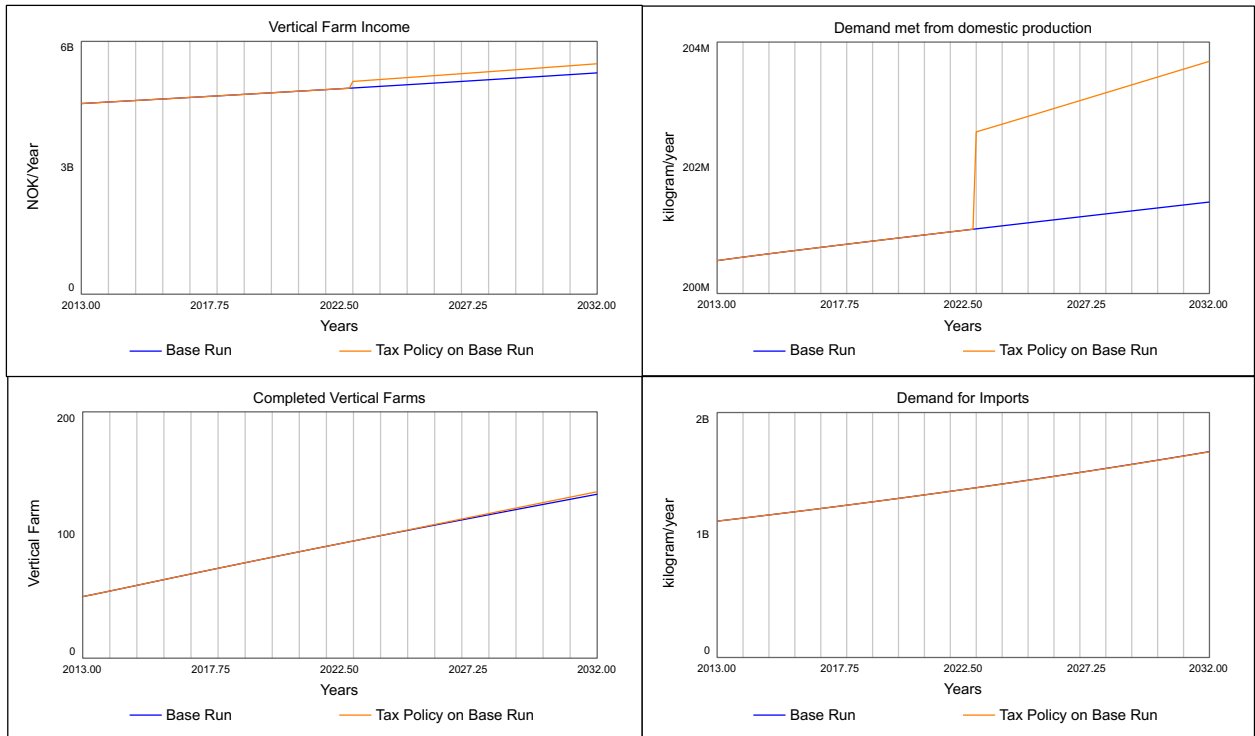 Vertical Farm Income
6B
3B
0
NOK/Year
2013.00 2017.75 2022.50 2027.25 2032.00
Years
Base Run Tax Policy on Base Run
Demand met from domestic production
204M
202M
200M
kilogram/year
2013.00 2017.75 2022.50 2027.25 2032.00
Years
Base Run Tax Policy on Base Run
Completed Vertical Farms
200
100
0
Vertical Farm
2013.00 2017.75 2022.50 2027.25 2032.00
Years
Base Run Tax Policy on Base Run
Demand for Imports
2B
1B
0
kilogram/year
2013.00 2017.75 2022.50 2027.25 2032.00
Years
Base Run Tax Policy on Base Run